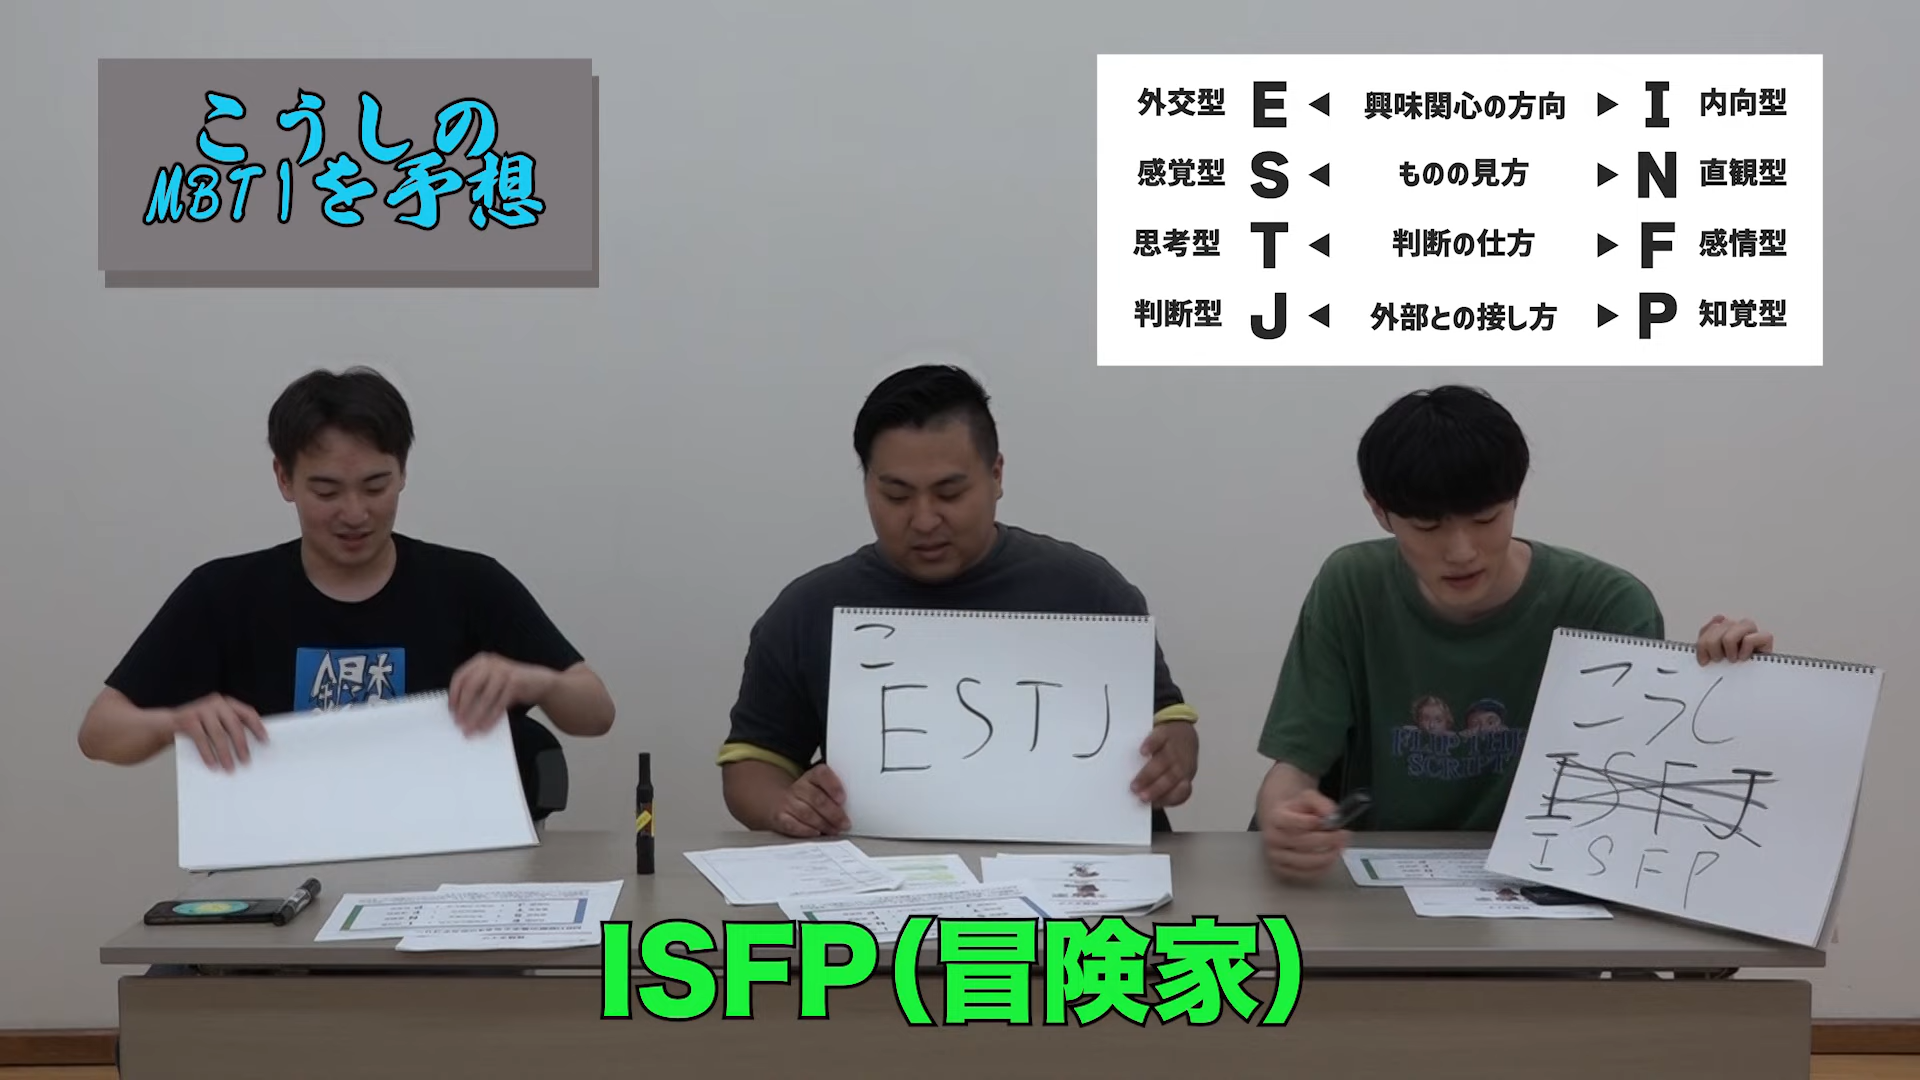 こうしの
MBTIを予想
外交型 E ◀ 興味関心の方向 ▶ I 内向型
感覚型 S ◀ ものの見方 ▶ N 直観型
思考型 T ◀ 判断の仕方 ▶ F 感情型
判断型 J ◀ 外部との接し方 ▶ P 知覚型
こ
ESTJ
こうし
ISFJ
ISFP
FLIP THE
SCRIPT
ISFP（冒険家）